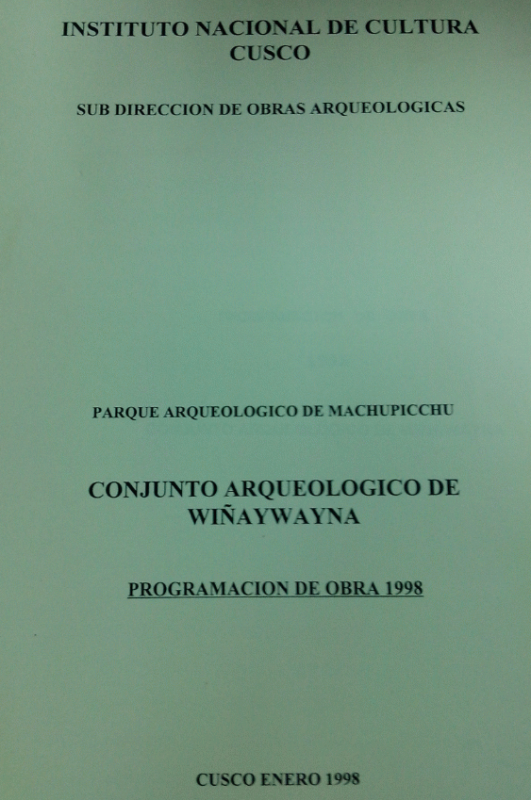 INSTITUTO NACIONAL DE CULTURA
CUSCO
SUB DIRECCION DE OBRAS ARQUEOLOGICAS
PARQUE ARQUEOLOGICO DE MACHUPICCHU
CONJUNTO ARQUEOLOGICO DE
WIÑAYWAYNA
PROGRAMACION DE OBRA 1998
CUSCO ENERO 1998